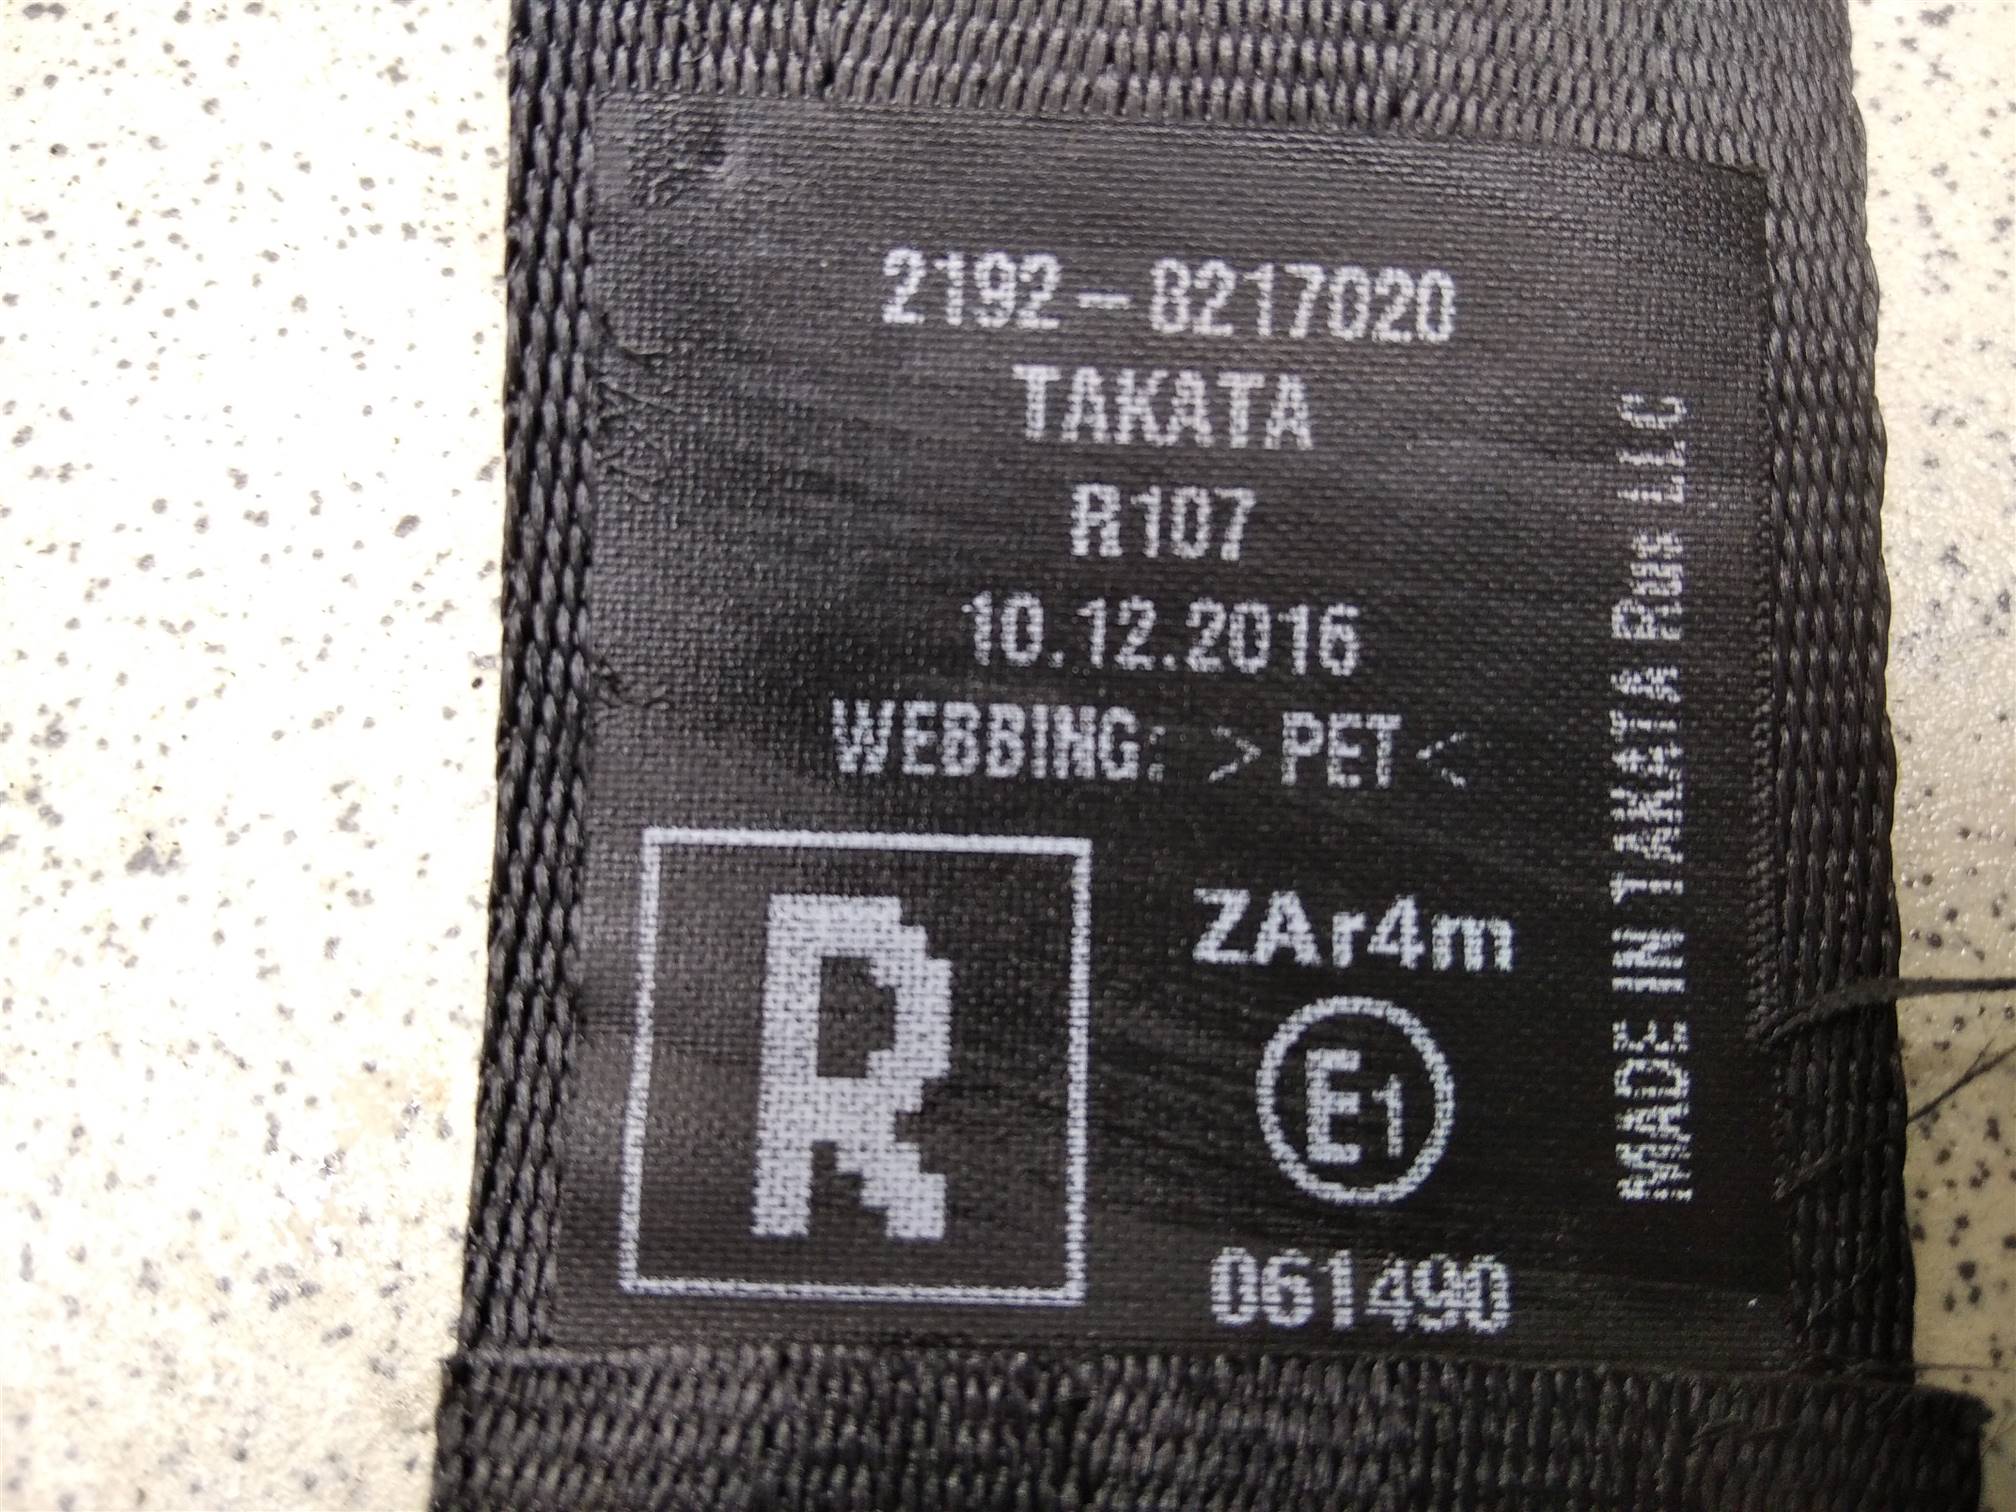 2192-8217020
TAKATA
R107
10.12.2016
WEBBING: >PET<
R
ZAr4m
E1
061490
MADE IN TAKATA Rus LLC